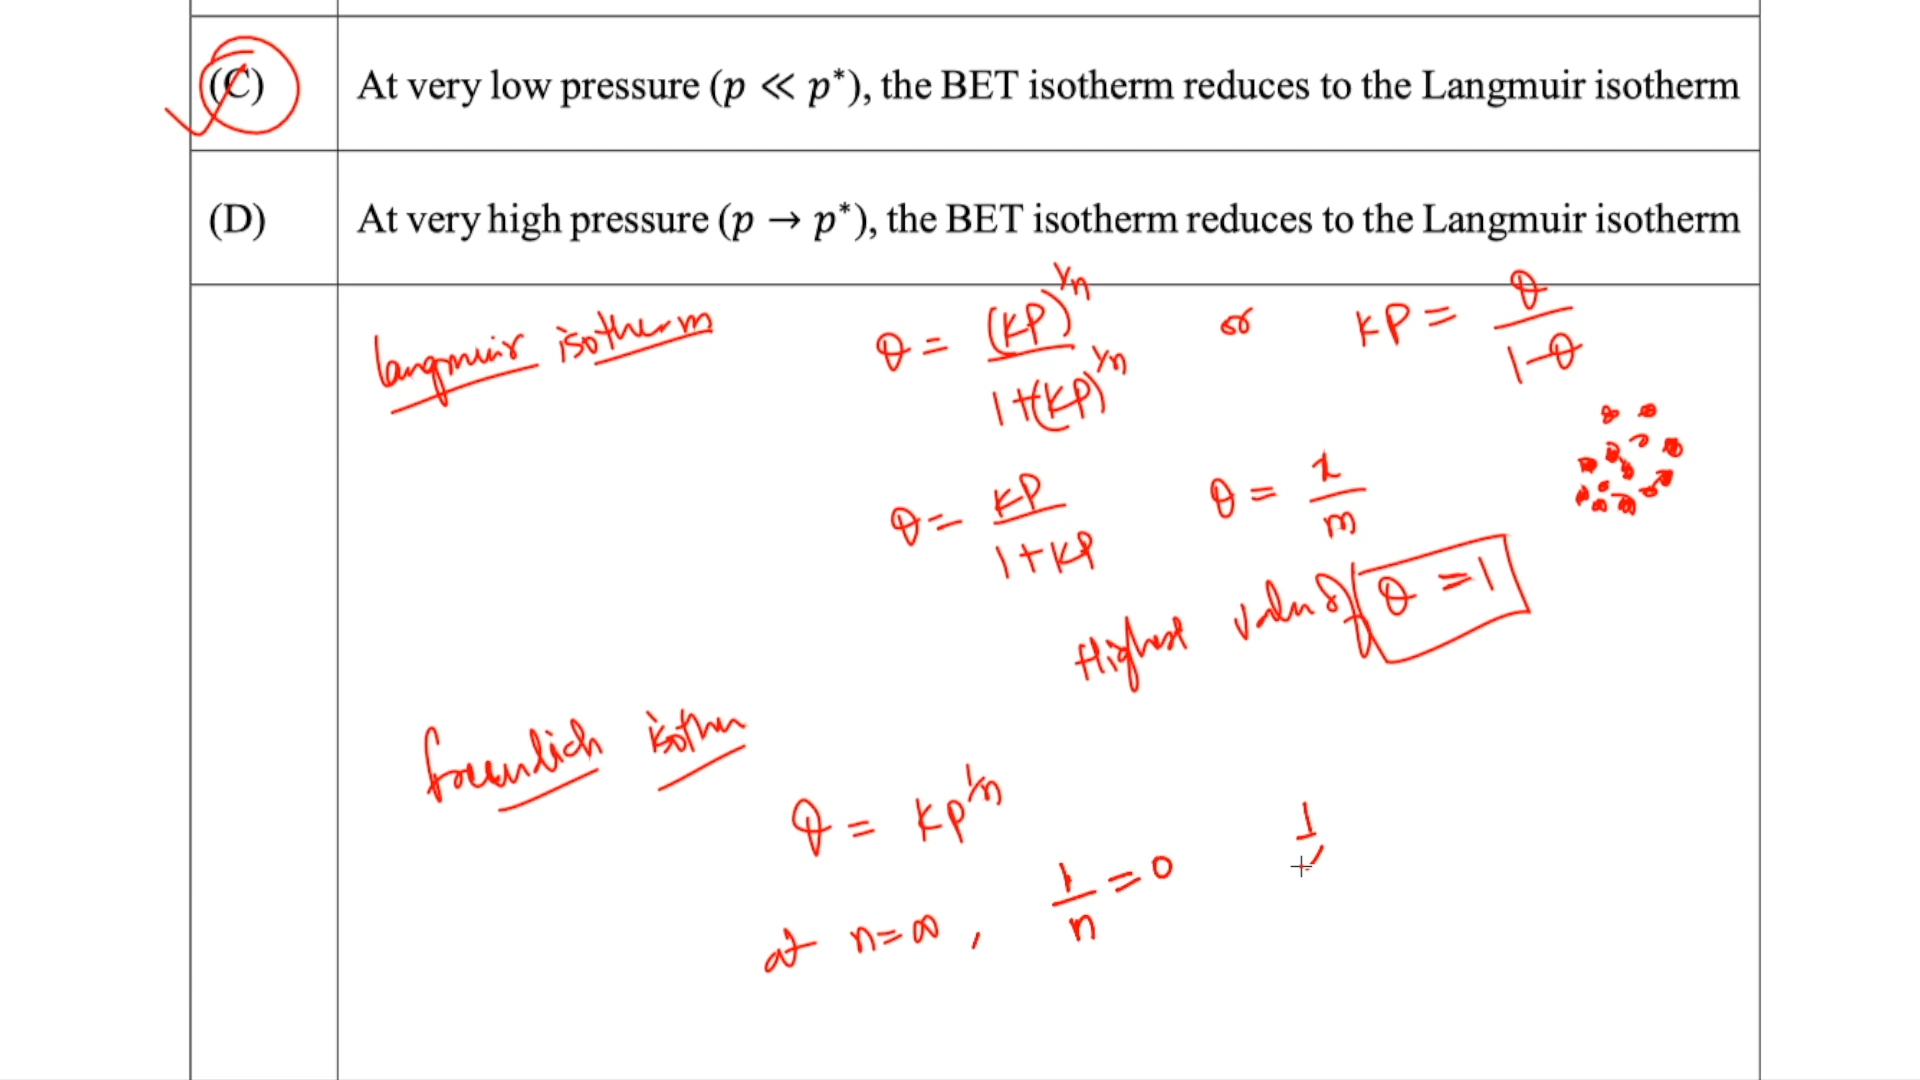 (C) At very low pressure (p ≪ p*), the BET isotherm reduces to the Langmuir isotherm
(D) At very high pressure (p → p*), the BET isotherm reduces to the Langmuir isotherm
langmuir isotherm
θ = (KP)^1/n / 1+(KP)^1/n or KP = θ / 1-θ
θ = KP / 1+KP θ = x / m
Highest value of θ = 1
freundlich isother
θ = KP^1/n
at n=∞, 1/n = 0
1